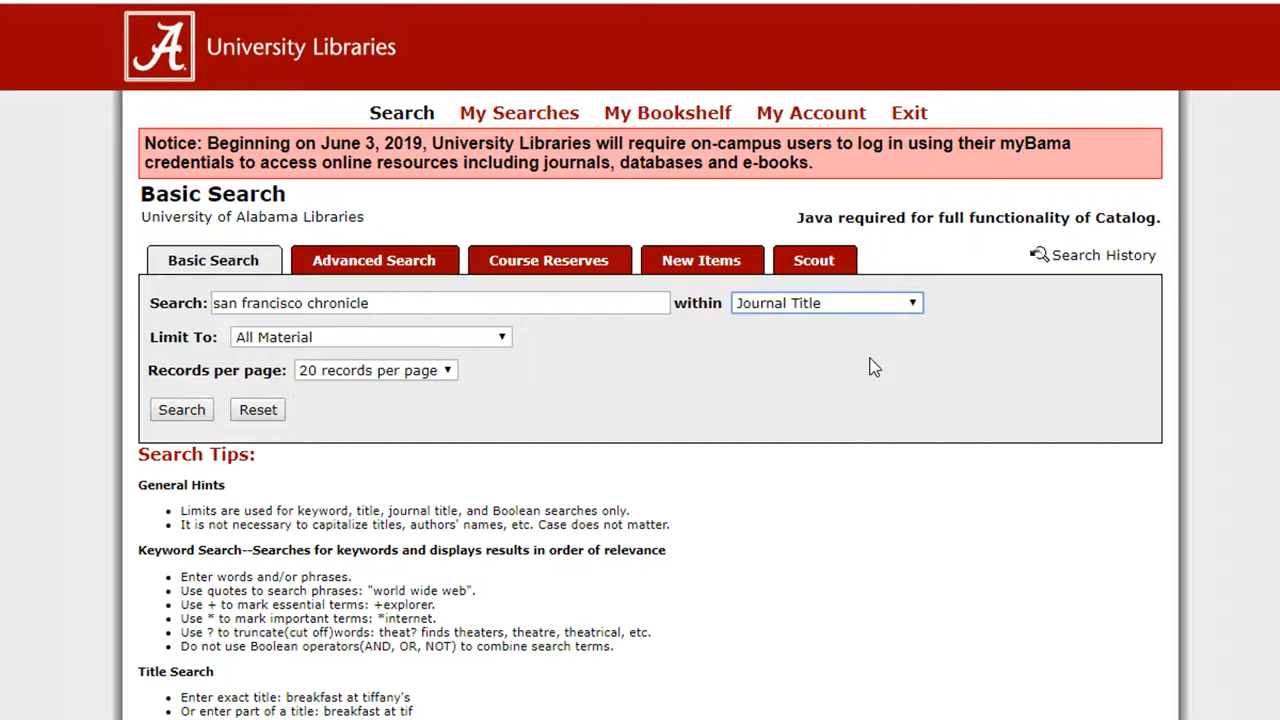 A University Libraries
Search My Searches My Bookshelf My Account Exit
Notice: Beginning on June 3, 2019, University Libraries will require on-campus users to log in using their myBama
credentials to access online resources including journals, databases and e-books.
Basic Search
University of Alabama Libraries
Java required for full functionality of Catalog.
Basic Search Advanced Search Course Reserves New Items Scout Search History
Search: san francisco chronicle within Journal Title
Limit To: All Material
Records per page: 20 records per page
Search Reset
Search Tips:
General Hints
• Limits are used for keyword, title, journal title, and Boolean searches only.
• It is not necessary to capitalize titles, authors' names, etc. Case does not matter.
Keyword Search--Searches for keywords and displays results in order of relevance
• Enter words and/or phrases.
• Use quotes to search phrases: "world wide web".
• Use + to mark essential terms: +explorer.
• Use * to mark important terms: *internet.
• Use ? to truncate(cut off)words: theat? finds theaters, theatre, theatrical, etc.
• Do not use Boolean operators(AND, OR, NOT) to combine search terms.
Title Search
• Enter exact title: breakfast at tiffany's
• Or enter part of a title: breakfast at tif